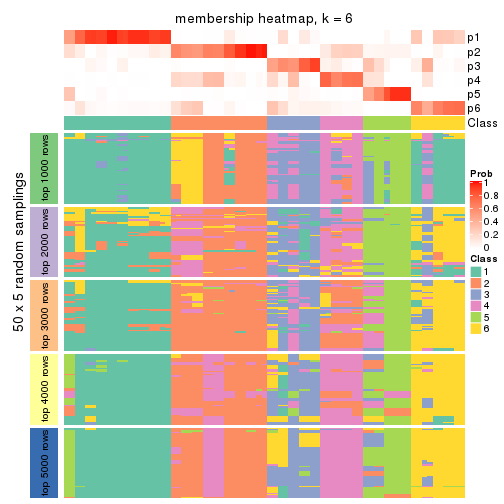 membership heatmap, k = 6
p1
p2
p3
p4
p5
p6
Class
50 x 5 random samplings
top 1000 rows
top 2000 rows
top 3000 rows
top 4000 rows
top 5000 rows
Prob
1
0.8
0.6
0.4
0.2
0
Class
1
2
3
4
5
6